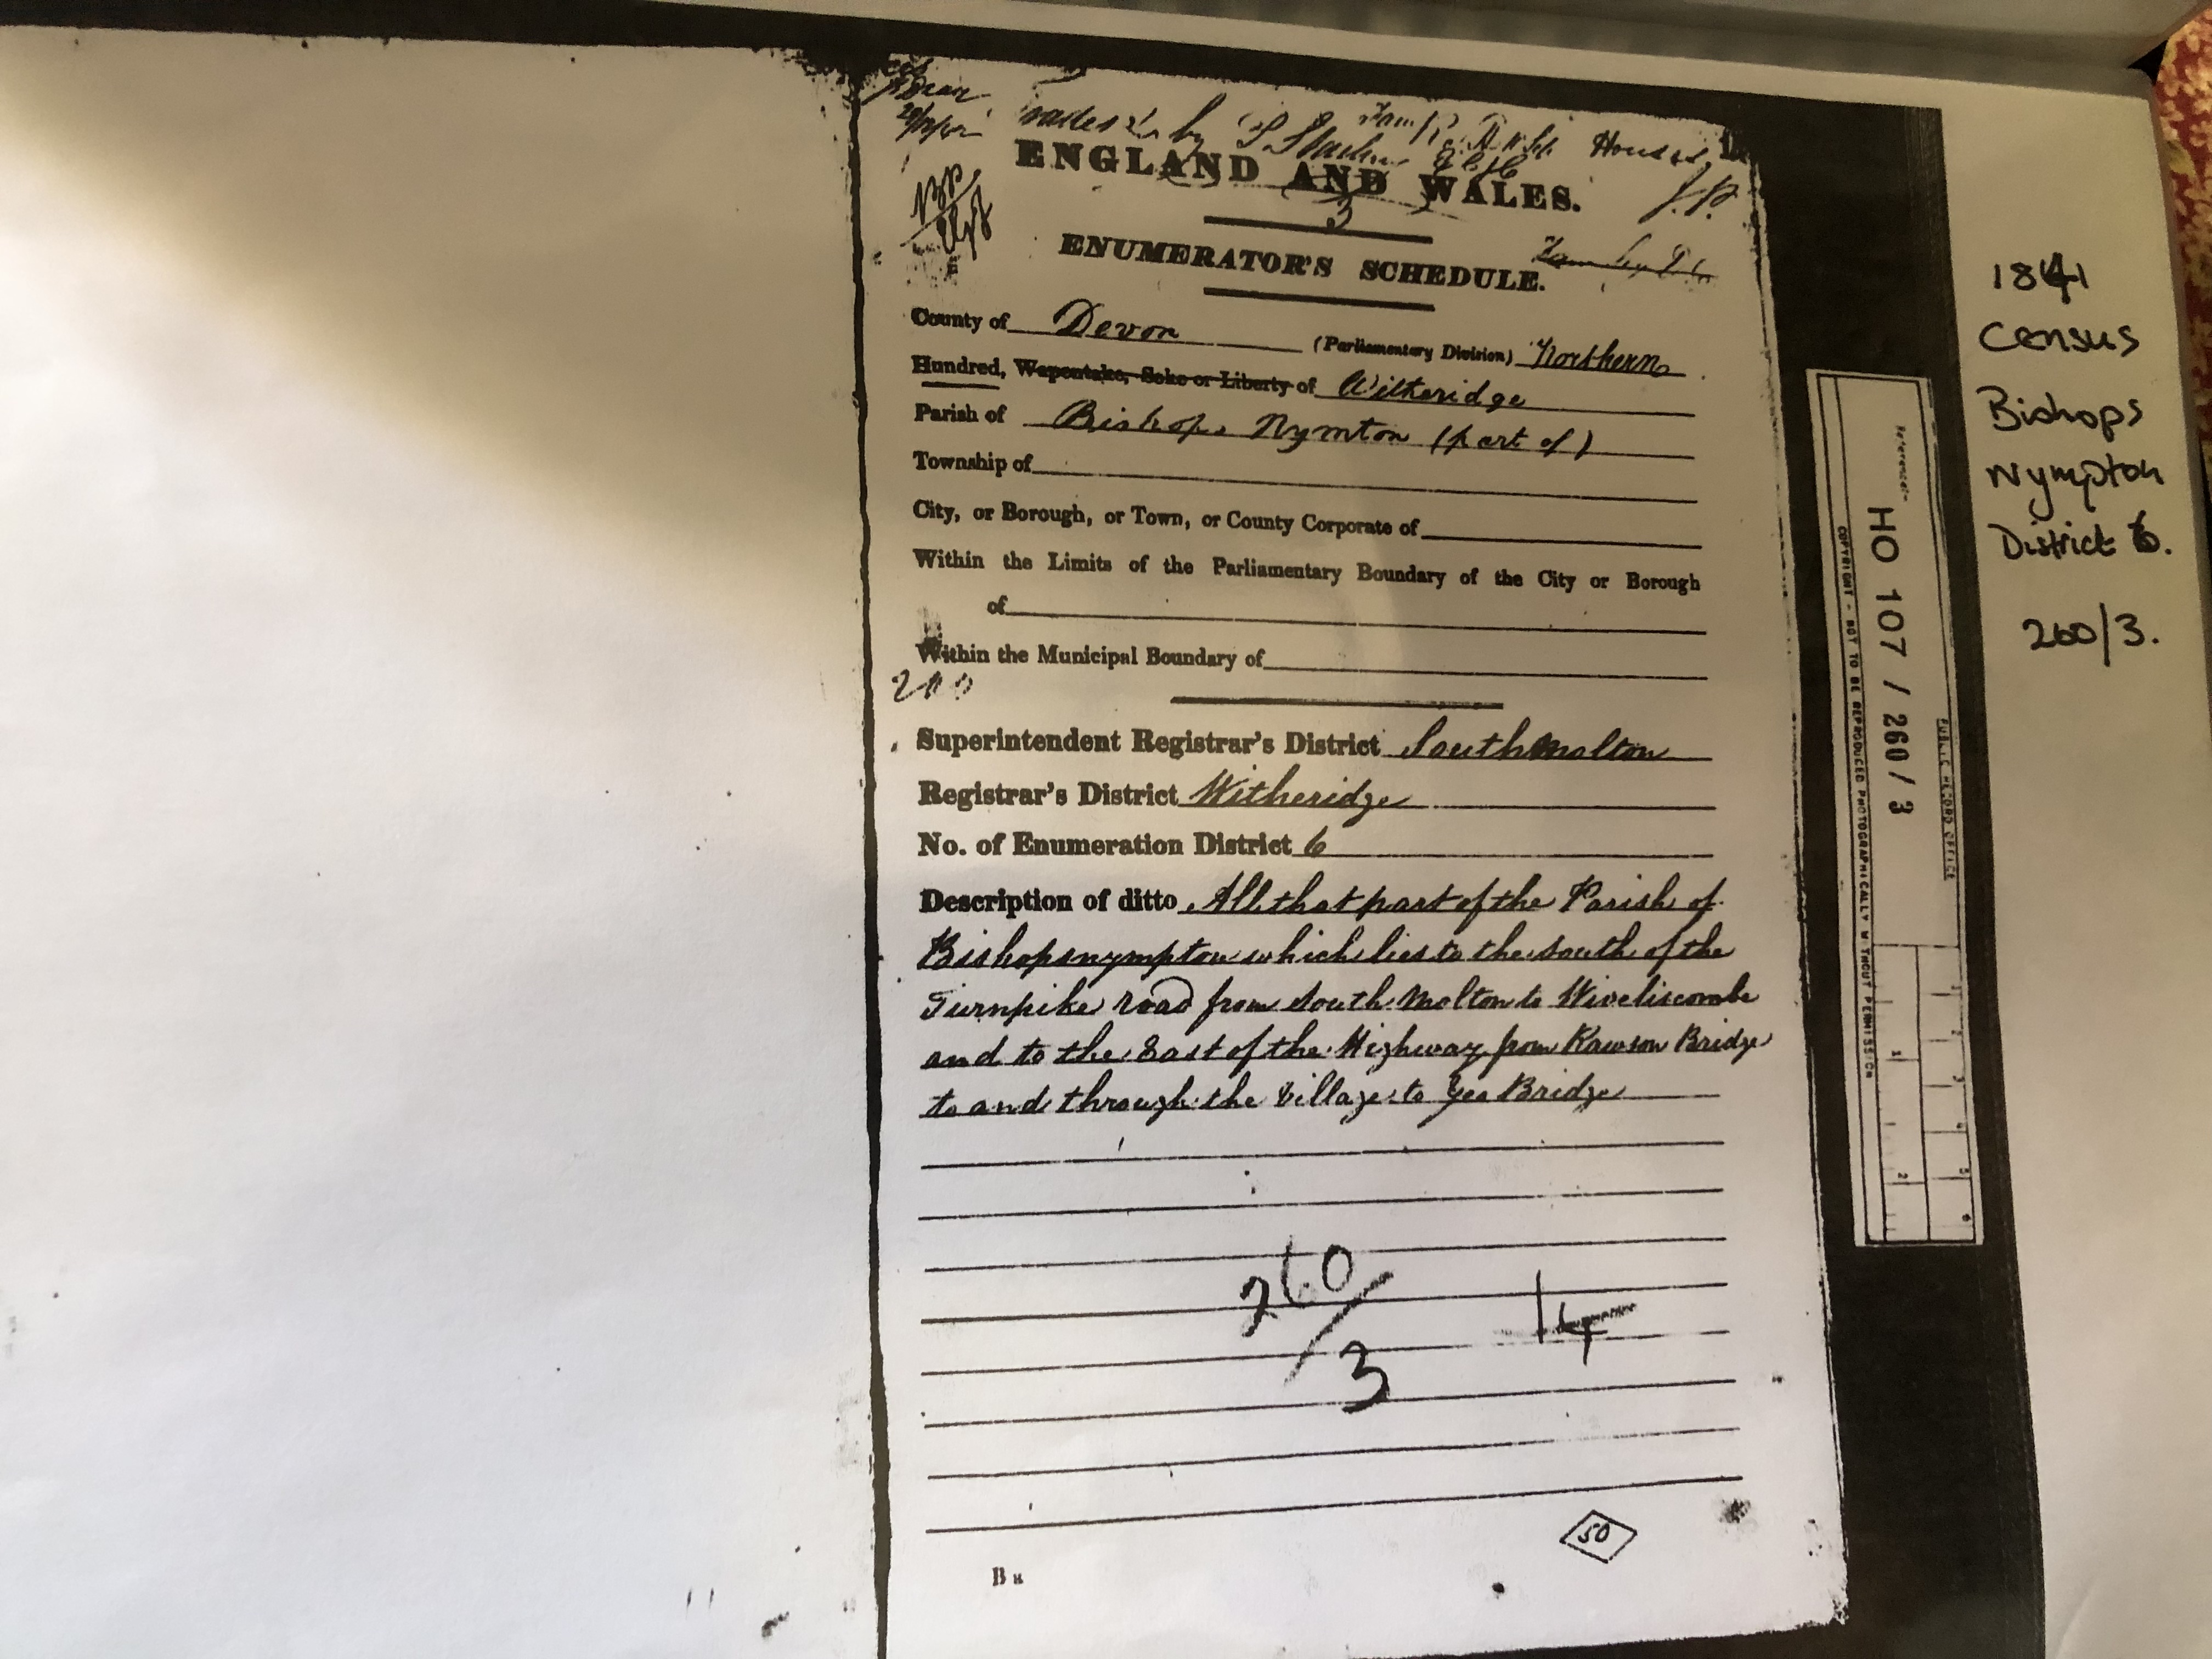 by
Houses
ENGLAND AND WALES.
3
J.P.
ENUMERATOR'S SCHEDULE.
County of Devon (Parliamentary Division) Northern
Hundred, Wapentake, Soke or Liberty of Witheridge
Parish of Bishops Nymton (part of)
Township of
City, or Borough, or Town, or County Corporate of
Within the Limits of the Parliamentary Boundary of the City or Borough
of
Within the Municipal Boundary of
Superintendent Registrar's District South Molton
Registrar's District Witheridge
No. of Enumeration District 6
Description of ditto All that part of the Parish of
Bishopsnympton which lies to the South of the
Turnpike road from South Molton to Wiveliscombe
and to the East of the Highway from Rawson Bridge
to and through the Village to Yeo Bridge
260/3
14
50
B
Reference:-
HO 107 / 260 / 3
PUBLIC RECORD OFFICE
COPYRIGHT - NOT TO BE REPRODUCED PHOTOGRAPHICALLY WITHOUT PERMISSION
1
2
1841
Census
Bishops
Nympton
District 6.
260/3.